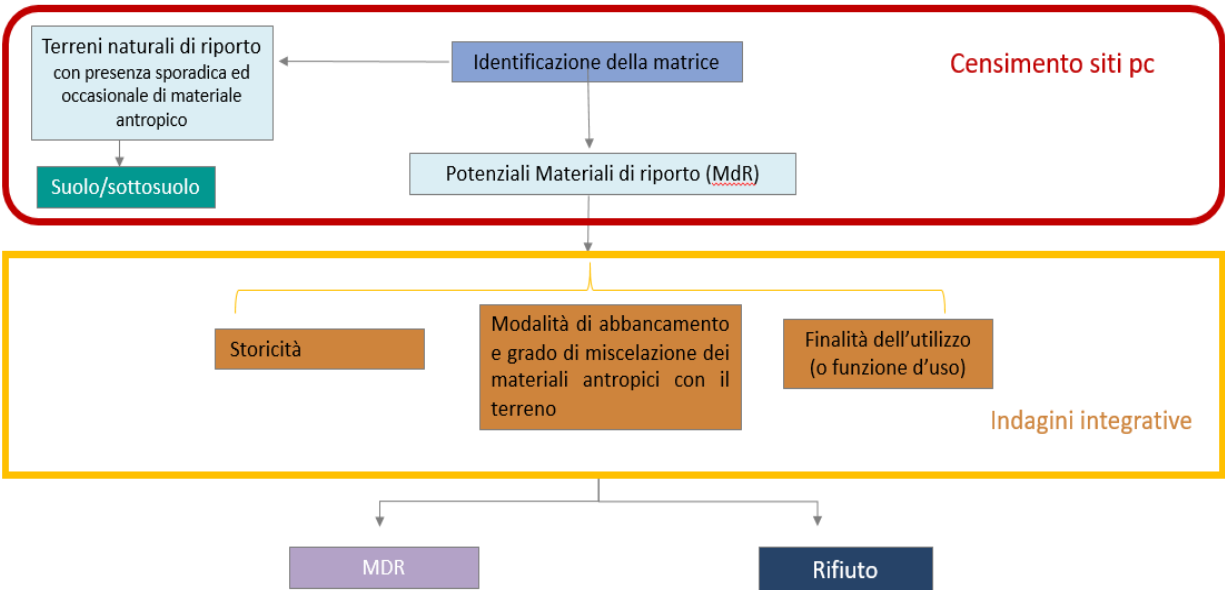 Terreni naturali di riporto
con presenza sporadica ed
occasionale di materiale
antropico
Identificazione della matrice
Censimento siti pc
Suolo/sottosuolo
Potenziali Materiali di riporto (MdR)
Storicità
Modalità di abbancamento
e grado di miscelazione dei
materiali antropici con il
terreno
Finalità dell'utilizzo
(o funzione d'uso)
Indagini integrative
MDR
Rifiuto